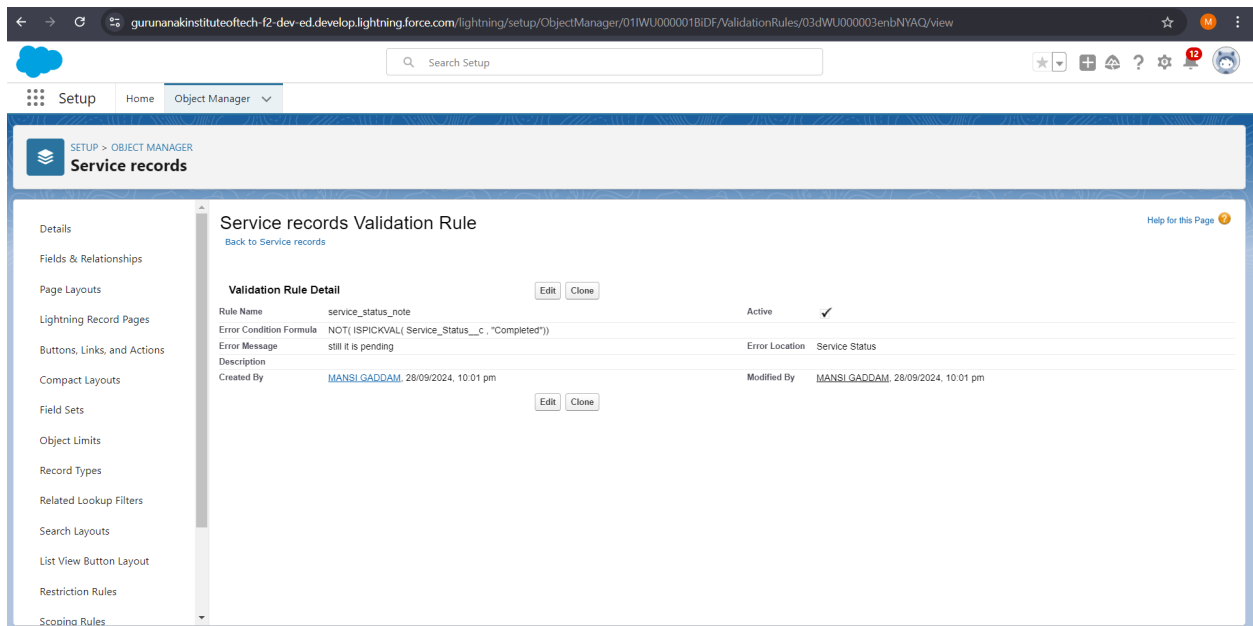 gurunanakinstituteoftech-f2-dev-ed.develop.lightning.force.com/lightning/setup/ObjectManager/01IWU000001BiDF/ValidationRules/03dWU000003enbNYAQ/view
M
Search Setup
12
Setup
Home
Object Manager
SETUP > OBJECT MANAGER
Service records
Details
Fields & Relationships
Page Layouts
Lightning Record Pages
Buttons, Links, and Actions
Compact Layouts
Field Sets
Object Limits
Record Types
Related Lookup Filters
Search Layouts
List View Button Layout
Restriction Rules
Scoping Rules
Service records Validation Rule
Help for this Page ?
Back to Service records
Validation Rule Detail
Edit Clone
Rule Name service_status_note Active ✓
Error Condition Formula NOT( ISPICKVAL( Service_Status__c , "Completed"))
Error Message still it is pending Error Location Service Status
Description
Created By MANSI GADDAM, 28/09/2024, 10:01 pm Modified By MANSI GADDAM, 28/09/2024, 10:01 pm
Edit Clone